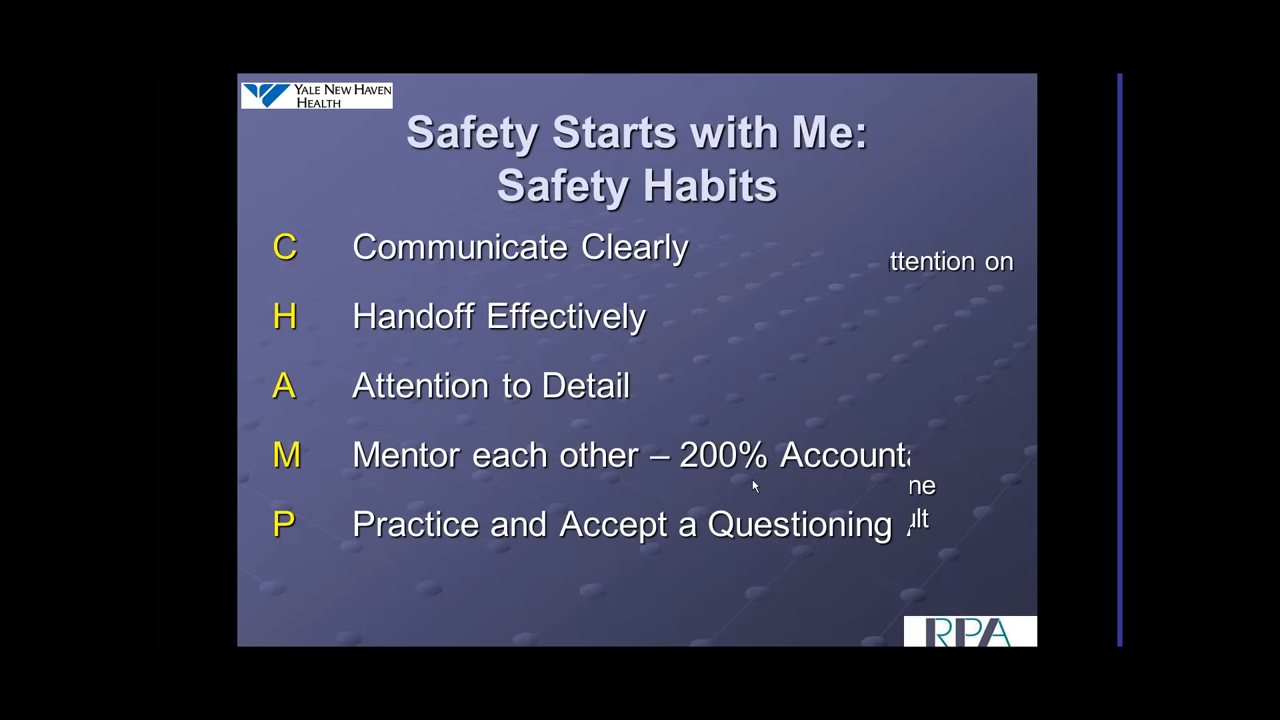 YALE NEW HAVEN
HEALTH
Safety Starts with Me:
Safety Habits
C Communicate Clearly
ttention on
H Handoff Effectively
A Attention to Detail
M Mentor each other – 200% Account
ne
P Practice and Accept a Questioning
RPA